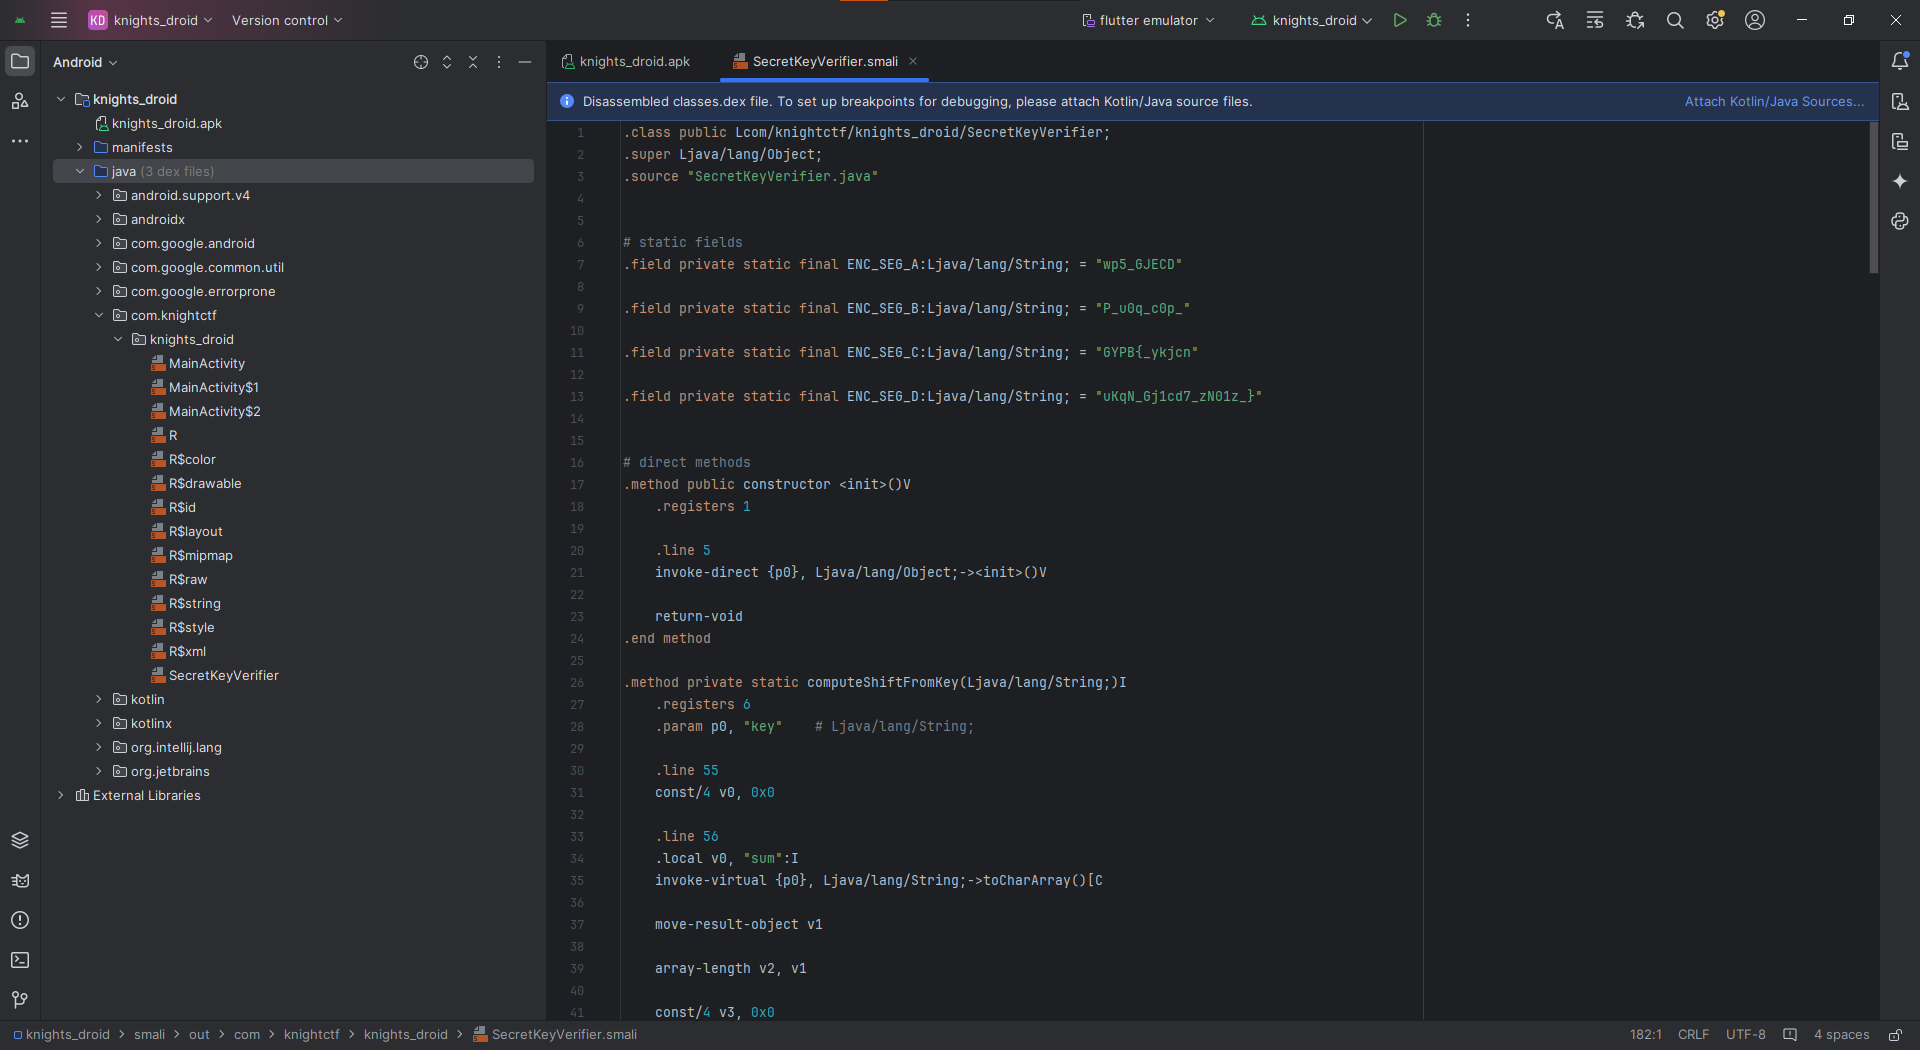 KD knights_droid Version control flutter emulator knights_droid
Android
knights_droid
knights_droid.apk
manifests
java (3 dex files)
android.support.v4
androidx
com.google.android
com.google.common.util
com.google.errorprone
com.knightctf
knights_droid
MainActivity
MainActivity$1
MainActivity$2
R
R$color
R$drawable
R$id
R$layout
R$mipmap
R$raw
R$string
R$style
R$xml
SecretKeyVerifier
kotlin
kotlinx
org.intellij.lang
org.jetbrains
External Libraries
knights_droid.apk SecretKeyVerifier.smali
Disassembled classes.dex file. To set up breakpoints for debugging, please attach Kotlin/Java source files. Attach Kotlin/Java Sources...
1 .class public Lcom/knightctf/knights_droid/SecretKeyVerifier;
2 .super Ljava/lang/Object;
3 .source "SecretKeyVerifier.java"
4
5
6 # static fields
7 .field private static final ENC_SEG_A:Ljava/lang/String; = "wp5_GJECD"
8
9 .field private static final ENC_SEG_B:Ljava/lang/String; = "P_u0q_c0p_"
10
11 .field private static final ENC_SEG_C:Ljava/lang/String; = "GYPB{_ykjcn"
12
13 .field private static final ENC_SEG_D:Ljava/lang/String; = "uKqN_Gj1cd7_zN01z_}"
14
15
16 # direct methods
17 .method public constructor <init>()V
18 .registers 1
19
20 .line 5
21 invoke-direct {p0}, Ljava/lang/Object;-><init>()V
22
23 return-void
24 .end method
25
26 .method private static computeShiftFromKey(Ljava/lang/String;)I
27 .registers 6
28 .param p0, "key" # Ljava/lang/String;
29
30 .line 55
31 const/4 v0, 0x0
32
33 .line 56
34 .local v0, "sum":I
35 invoke-virtual {p0}, Ljava/lang/String;->toCharArray()[C
36
37 move-result-object v1
38
39 array-length v2, v1
40
41 const/4 v3, 0x0
knights_droid > smali > out > com > knightctf > knights_droid > SecretKeyVerifier.smali 182:1 CRLF UTF-8 4 spaces